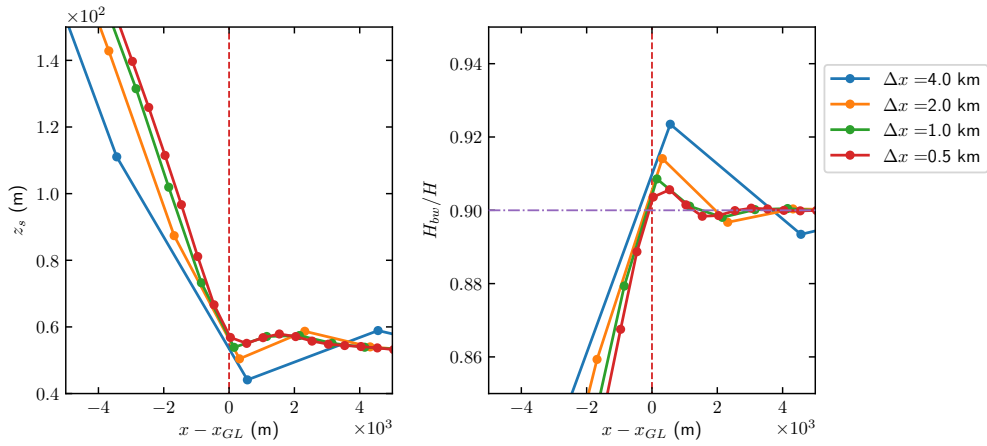 ×10²
1.4
1.2
1.0
0.8
0.6
0.4
z_s (m)
−4 −2 0 2 4
×10³
x − x_GL (m)
0.94
0.92
0.90
0.88
0.86
H_bw/H
−4 −2 0 2 4
×10³
x − x_GL (m)
Δx =4.0 km
Δx =2.0 km
Δx =1.0 km
Δx =0.5 km